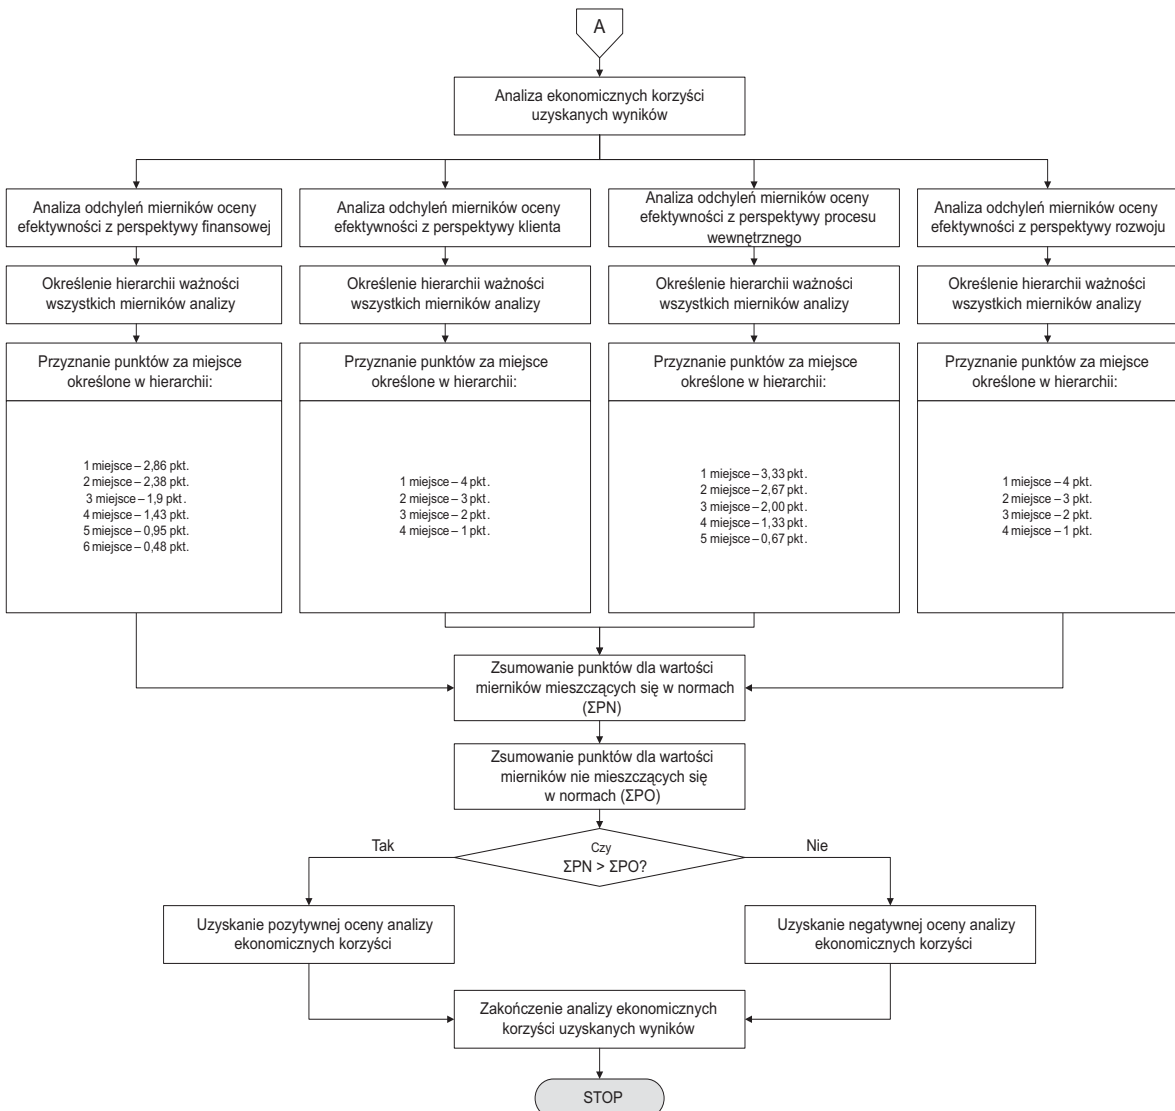 A
Analiza ekonomicznych korzyści
uzyskanych wyników
Analiza odchyleń mierników oceny
efektywności z perspektywy finansowej
Analiza odchyleń mierników oceny
efektywności z perspektywy klienta
Analiza odchyleń mierników oceny
efektywności z perspektywy procesu
wewnętrznego
Analiza odchyleń mierników oceny
efektywności z perspektywy rozwoju
Określenie hierarchii ważności
wszystkich mierników analizy
Określenie hierarchii ważności
wszystkich mierników analizy
Określenie hierarchii ważności
wszystkich mierników analizy
Określenie hierarchii ważności
wszystkich mierników analizy
Przyznanie punktów za miejsce
określone w hierarchii:
Przyznanie punktów za miejsce
określone w hierarchii:
Przyznanie punktów za miejsce
określone w hierarchii:
Przyznanie punktów za miejsce
określone w hierarchii:
1 miejsce – 2,86 pkt.
2 miejsce – 2,38 pkt.
3 miejsce – 1,9 pkt.
4 miejsce – 1,43 pkt.
5 miejsce – 0,95 pkt.
6 miejsce – 0,48 pkt.
1 miejsce – 4 pkt.
2 miejsce – 3 pkt.
3 miejsce – 2 pkt.
4 miejsce – 1 pkt.
1 miejsce – 3,33 pkt.
2 miejsce – 2,67 pkt.
3 miejsce – 2,00 pkt.
4 miejsce – 1,33 pkt.
5 miejsce – 0,67 pkt.
1 miejsce – 4 pkt.
2 miejsce – 3 pkt.
3 miejsce – 2 pkt.
4 miejsce – 1 pkt.
Zsumowanie punktów dla wartości
mierników mieszczących się w normach
(ΣPN)
Zsumowanie punktów dla wartości
mierników nie mieszczących się
w normach (ΣPO)
Tak
Czy
ΣPN > ΣPO?
Nie
Uzyskanie pozytywnej oceny analizy
ekonomicznych korzyści
Uzyskanie negatywnej oceny analizy
ekonomicznych korzyści
Zakończenie analizy ekonomicznych
korzyści uzyskanych wyników
STOP